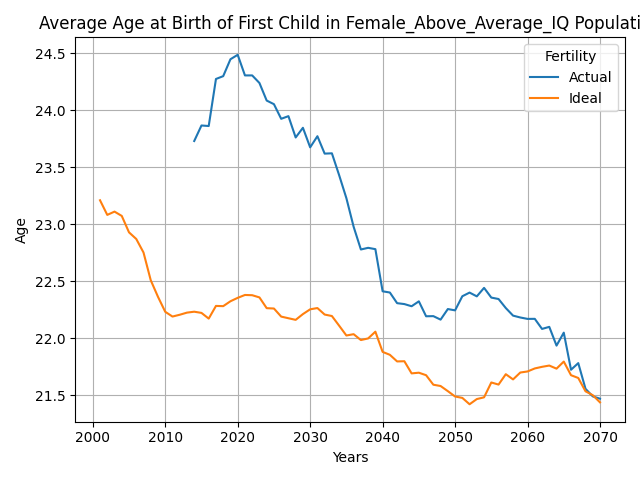 Average Age at Birth of First Child in Female_Above_Average_IQ Populati
Fertility
Actual
Ideal
24.5
24.0
23.5
23.0
22.5
22.0
21.5
Age
2000 2010 2020 2030 2040 2050 2060 2070
Years